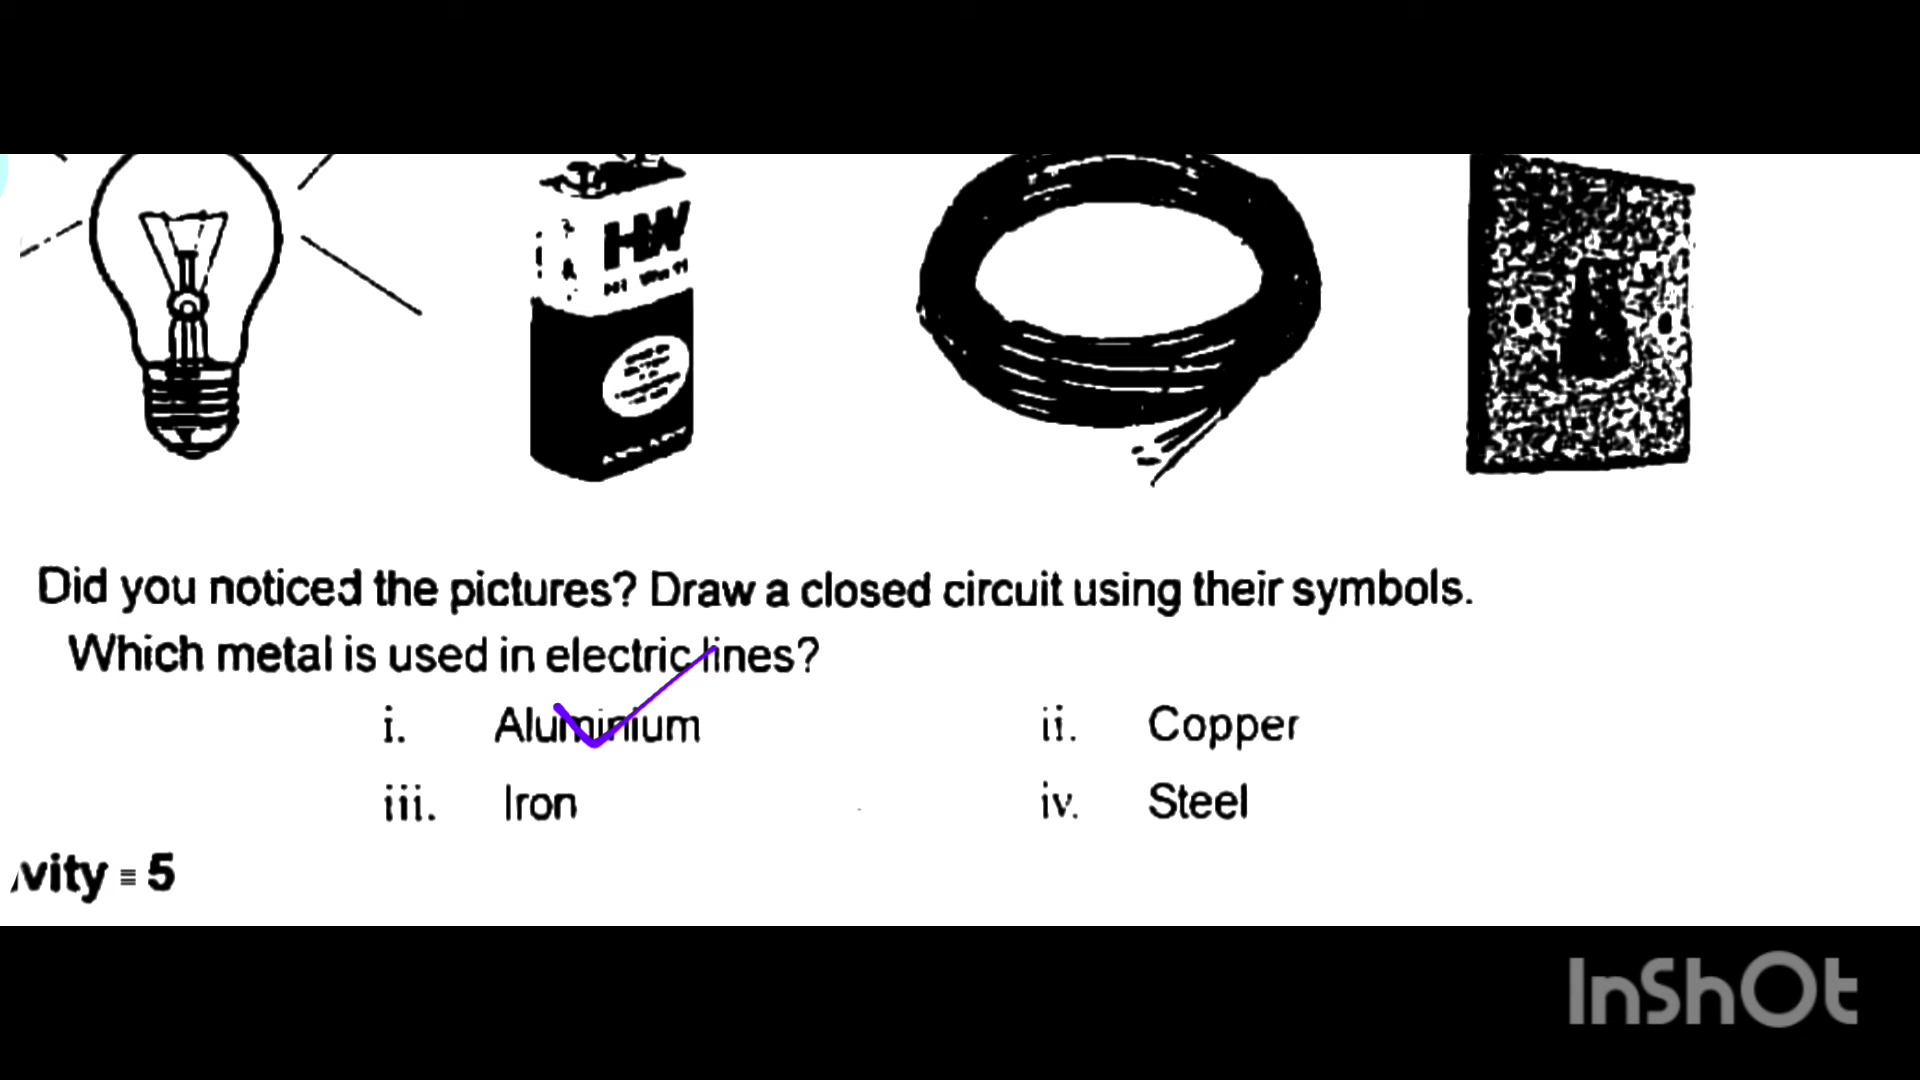 HW
Did you noticed the pictures? Draw a closed circuit using their symbols.
Which metal is used in electric lines?
i. Aluminium ii. Copper
iii. Iron iv. Steel
vity = 5
InShOt